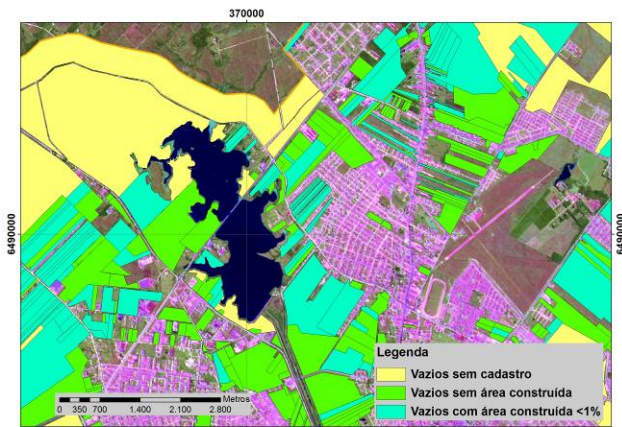 370000
6490000
6490000
Legenda
Vazios sem cadastro
Vazios sem área construída
Vazios com área construída <1%
Metros
0 350 700 1.400 2.100 2.800